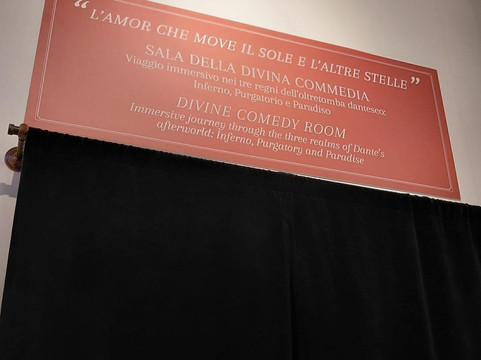 “L’AMOR CHE MOVE IL SOLE E L’ALTRE STELLE”
SALA DELLA DIVINA COMMEDIA
Viaggio immersivo nei tre regni dell’oltretomba dantesco:
Inferno, Purgatorio e Paradiso
DIVINE COMEDY ROOM
Immersive journey through the three realms of Dante’s
afterworld: Inferno, Purgatory and Paradise